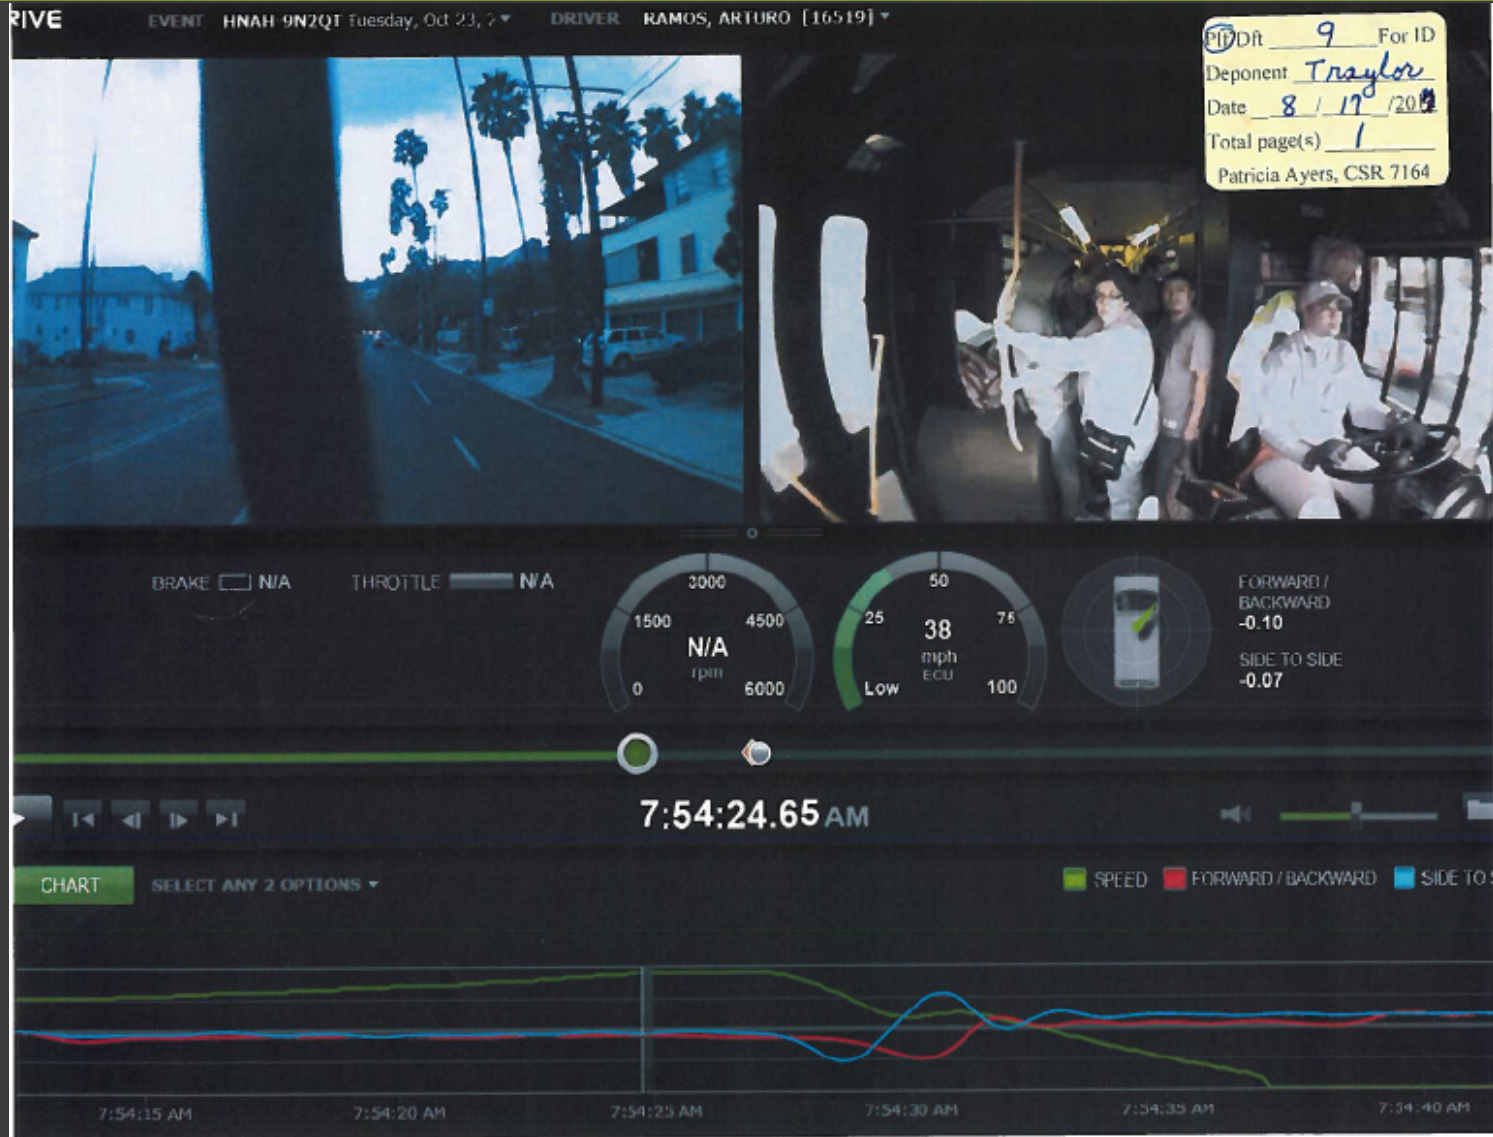 RIVE EVENT HNAH-9N2QT Tuesday, Oct 23, 2 DRIVER RAMOS, ARTURO [16519]
Plf Dft 9 For ID
Deponent Traylor
Date 8 / 17 /201
Total page(s) 1
Patricia Ayers, CSR 7164
BRAKE N/A THROTTLE N/A
3000
1500 4500
N/A
rpm
0 6000
50
25 75
38
mph
ECU
Low 100
FORWARD /
BACKWARD
-0.10
SIDE TO SIDE
-0.07
7:54:24.65 AM
CHART SELECT ANY 2 OPTIONS SPEED FORWARD / BACKWARD SIDE TO
7:54:15 AM 7:54:20 AM 7:54:25 AM 7:54:30 AM 7:54:35 AM 7:54:40 AM